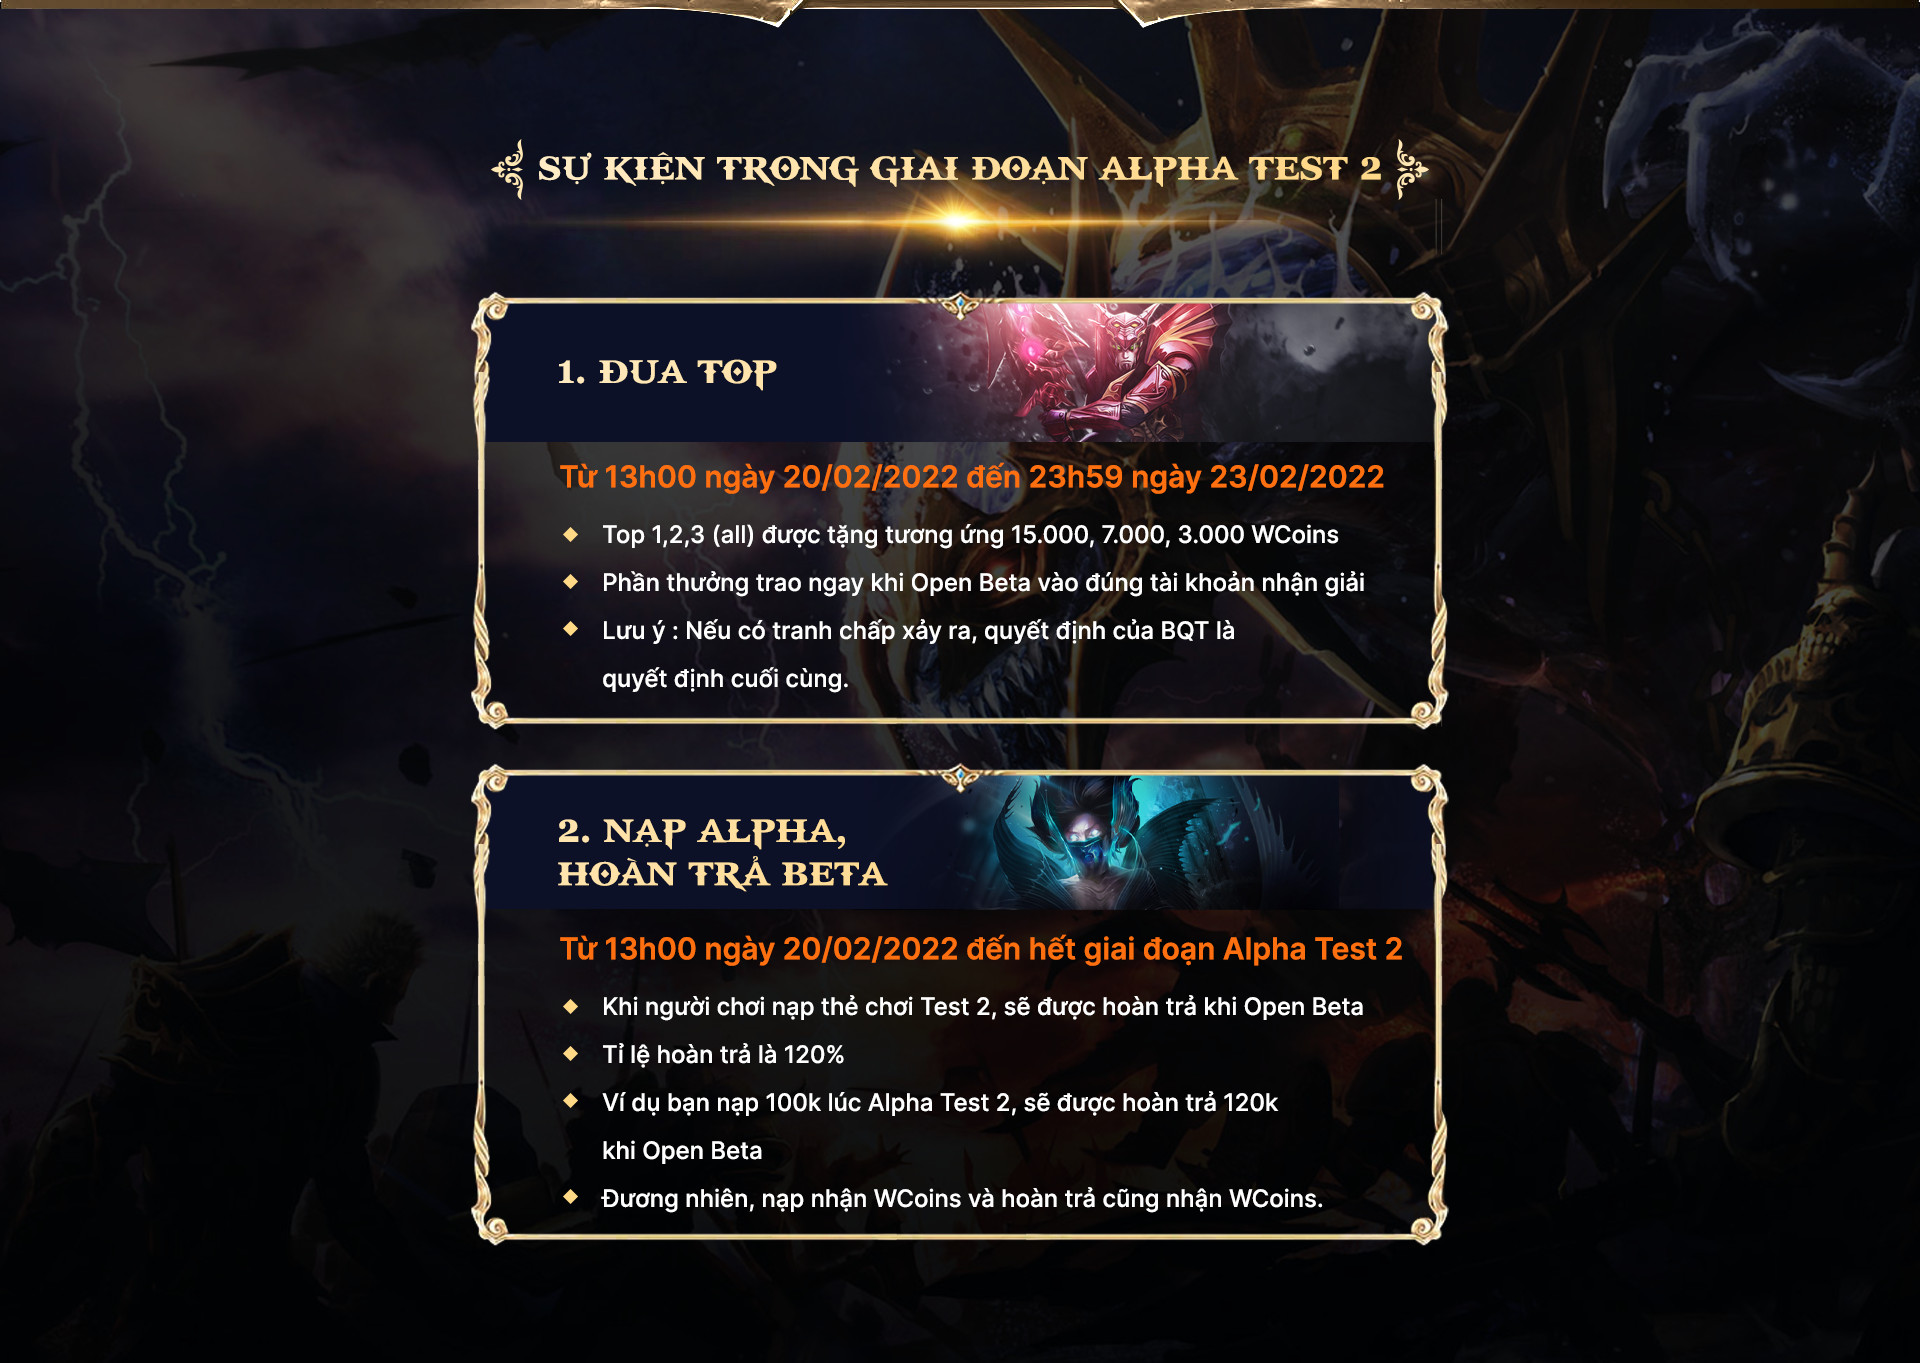 SỰ KIỆN TRONG GIAI ĐOẠN ALPHA TEST 2
1. ĐUA TOP
Từ 13h00 ngày 20/02/2022 đến 23h59 ngày 23/02/2022
Top 1,2,3 (all) được tặng tương ứng 15.000, 7.000, 3.000 WCoins
Phần thưởng trao ngay khi Open Beta vào đúng tài khoản nhận giải
Lưu ý : Nếu có tranh chấp xảy ra, quyết định của BQT là
quyết định cuối cùng.
2. NẠP ALPHA,
HOÀN TRẢ BETA
Từ 13h00 ngày 20/02/2022 đến hết giai đoạn Alpha Test 2
Khi người chơi nạp thẻ chơi Test 2, sẽ được hoàn trả khi Open Beta
Tỉ lệ hoàn trả là 120%
Ví dụ bạn nạp 100k lúc Alpha Test 2, sẽ được hoàn trả 120k
khi Open Beta
Đương nhiên, nạp nhận WCoins và hoàn trả cũng nhận WCoins.